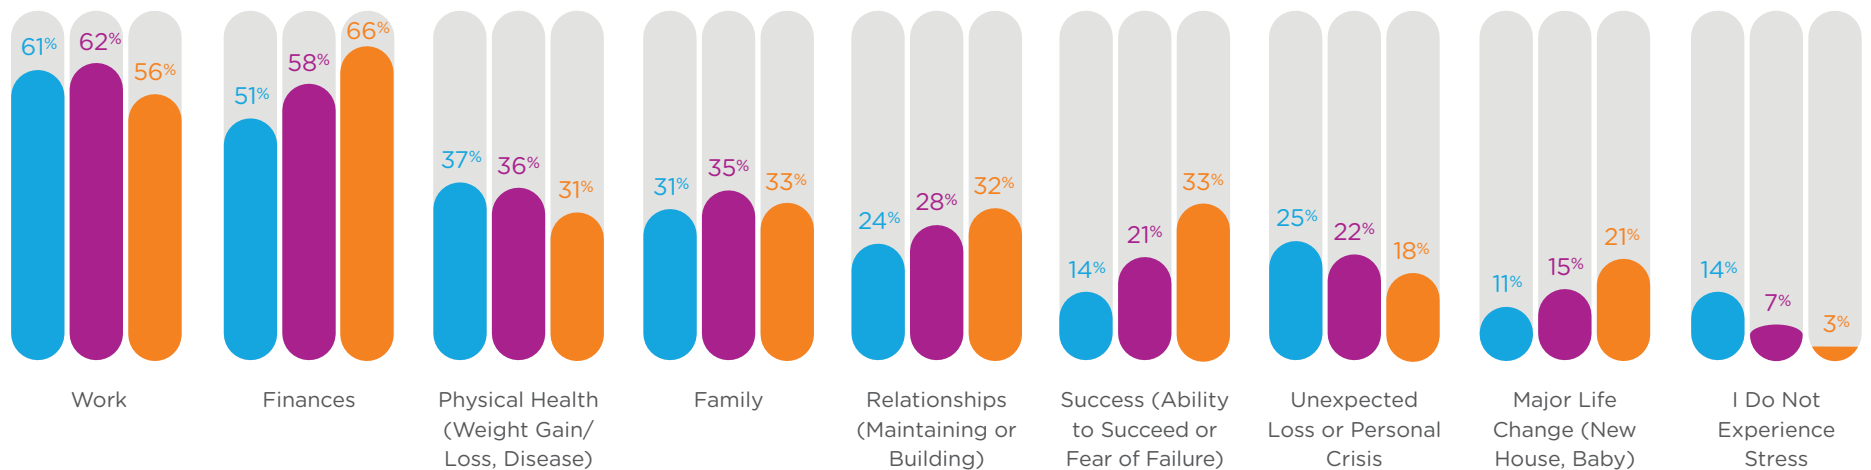 61% 62% 56%
51% 58% 66%
37% 36% 31%
31% 35% 33%
24% 28% 32%
14% 21% 33%
25% 22% 18%
11% 15% 21%
14% 7% 3%
Work
Finances
Physical Health
(Weight Gain/
Loss, Disease)
Family
Relationships
(Maintaining or
Building)
Success (Ability
to Succeed or
Fear of Failure)
Unexpected
Loss or Personal
Crisis
Major Life
Change (New
House, Baby)
I Do Not
Experience
Stress